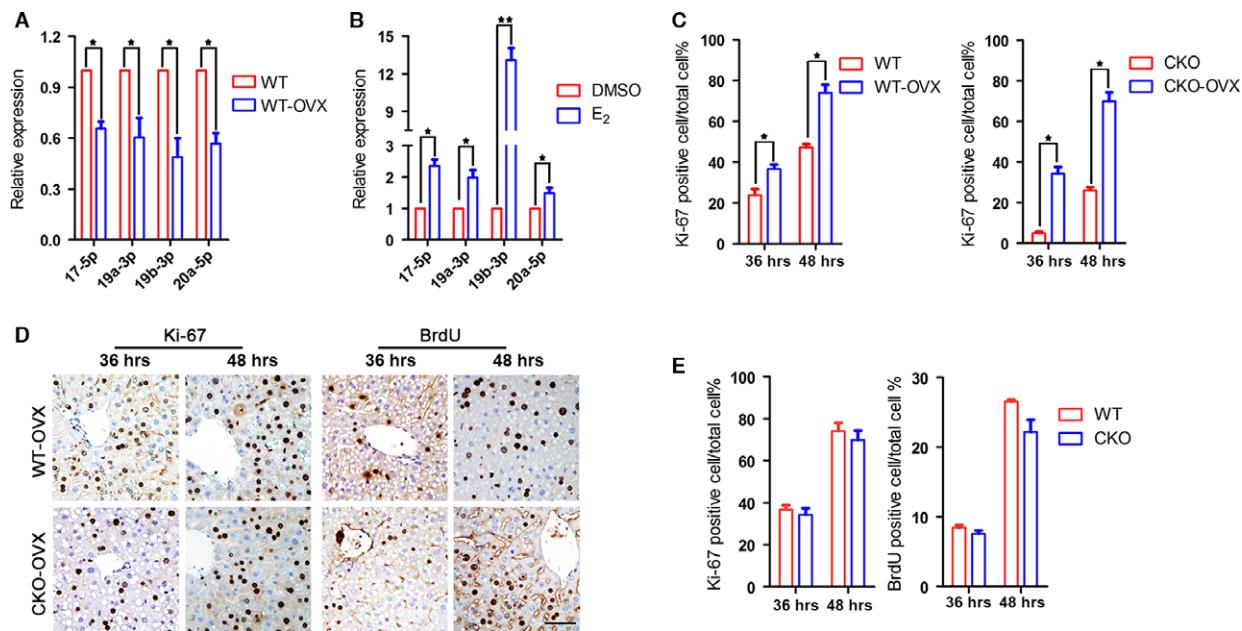 A
Relative expression
1.2
0.9
0.6
0.3
0.0
17-5p
19a-3p
19b-3p
20a-5p
WT
WT-OVX
B
Relative expression
15
12
9
6
3
2
1
0
17-5p
19a-3p
19b-3p
20a-5p
DMSO
E₂
C
Ki-67 positive cell/total cell%
100
80
60
40
20
0
36 hrs 48 hrs
WT
WT-OVX
Ki-67 positive cell/total cell%
100
80
60
40
20
0
36 hrs 48 hrs
CKO
CKO-OVX
D
Ki-67 BrdU
36 hrs 48 hrs 36 hrs 48 hrs
WT-OVX
CKO-OVX
E
Ki-67 positive cell/total cell%
100
80
60
40
20
0
36 hrs 48 hrs
BrdU positive cell/total cell %
30
20
10
0
36 hrs 48 hrs
WT
CKO